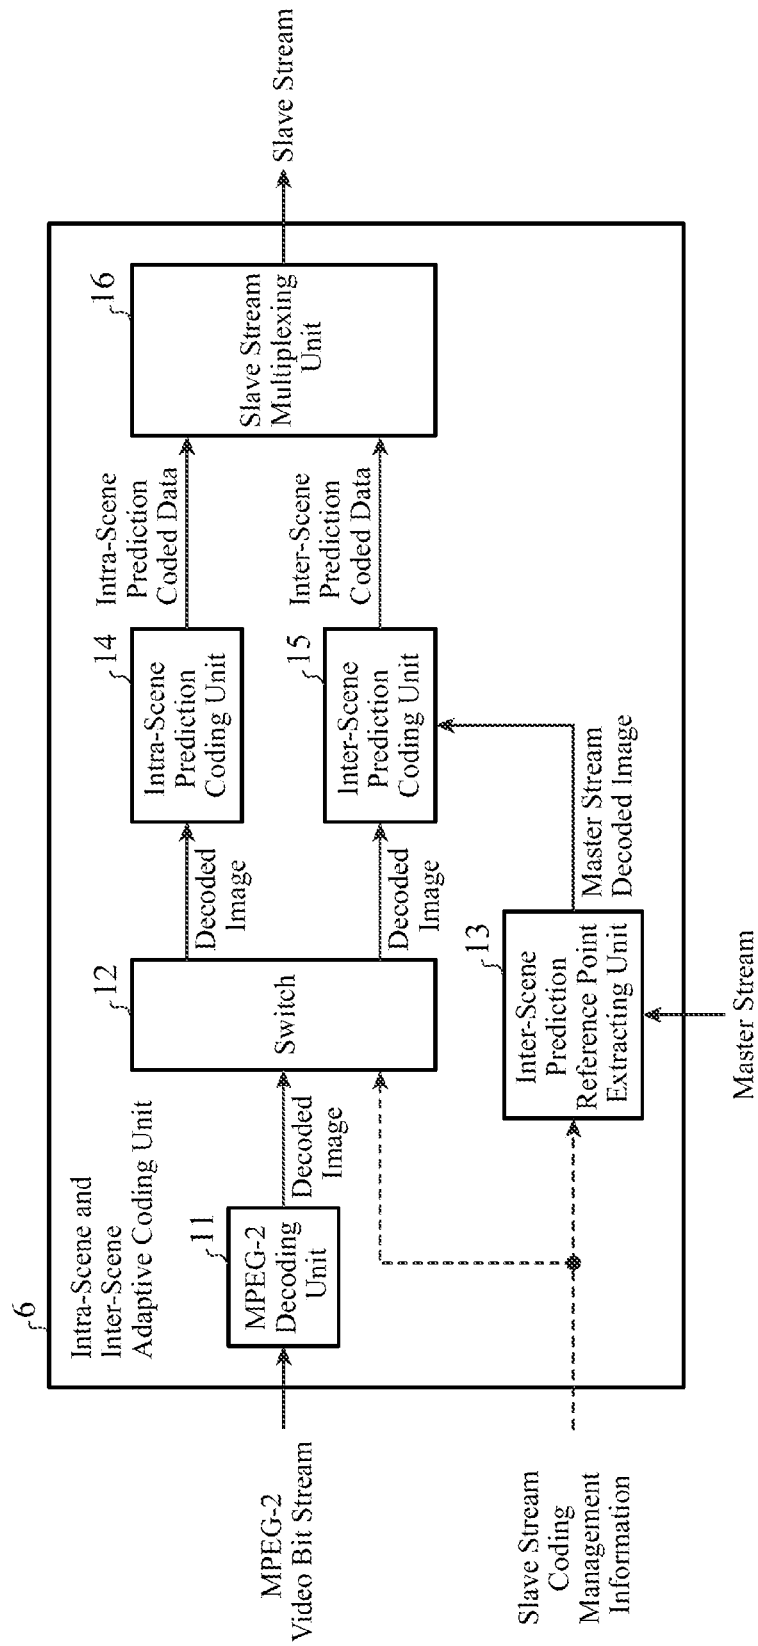 6
Intra-Scene and
Inter-Scene
Adaptive Coding Unit
MPEG-2
Video Bit Stream
11
MPEG-2
Decoding
Unit
Decoded
Image
12
Switch
Decoded
Image
Decoded
Image
14
Intra-Scene
Prediction
Coding Unit
15
Inter-Scene
Prediction
Coding Unit
Intra-Scene
Prediction
Coded Data
Inter-Scene
Prediction
Coded Data
16
Slave Stream
Multiplexing
Unit
Slave Stream
Slave Stream
Coding
Management
Information
13
Inter-Scene
Prediction
Reference Point
Extracting Unit
Master Stream
Decoded Image
Master Stream